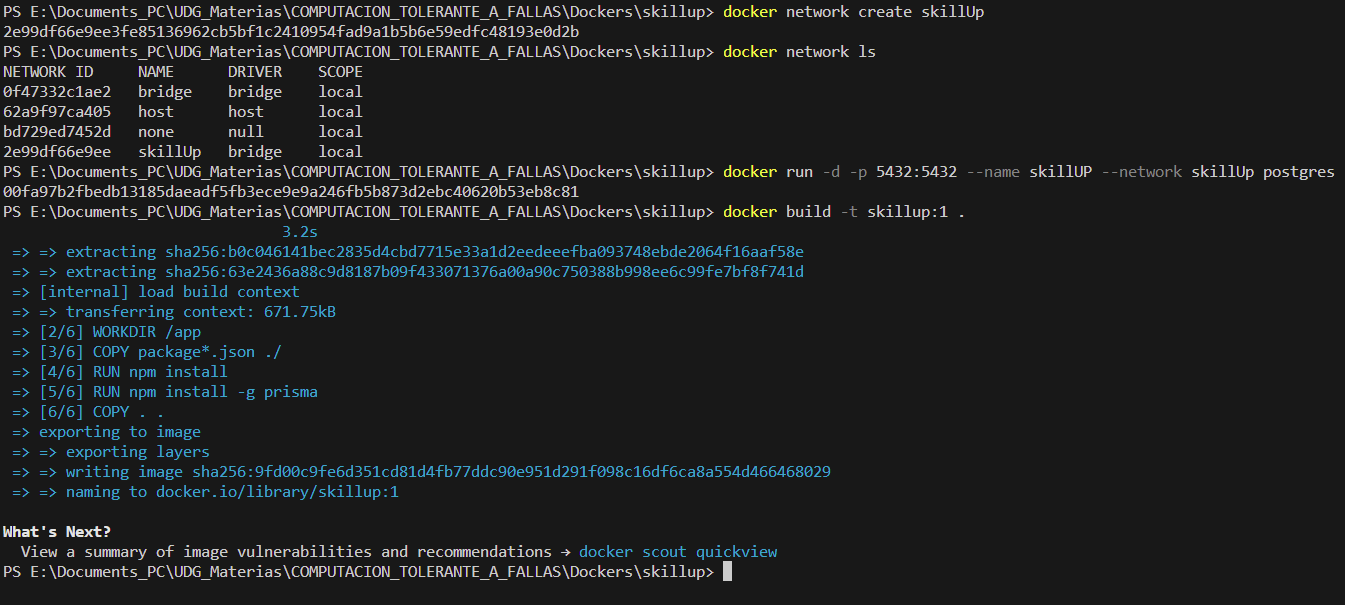 PS E:\Documents_PC\UDG_Materias\COMPUTACION_TOLERANTE_A_FALLAS\Dockers\skillup> docker network create skillUp
2e99df66e9ee3fe85136962cb5bf1c2410954fad9a1b5b6e59edfc48193e0d2b
PS E:\Documents_PC\UDG_Materias\COMPUTACION_TOLERANTE_A_FALLAS\Dockers\skillup> docker network ls
NETWORK ID     NAME      DRIVER    SCOPE
0f47332c1ae2   bridge    bridge    local
62a9f97ca405   host      host      local
bd729ed7452d   none      null      local
2e99df66e9ee   skillUp   bridge    local
PS E:\Documents_PC\UDG_Materias\COMPUTACION_TOLERANTE_A_FALLAS\Dockers\skillup> docker run -d -p 5432:5432 --name skillUP --network skillUp postgres
00fa97b2fbedb13185daeadf5fb3ece9e9a246fb5b873d2ebc40620b53eb8c81
PS E:\Documents_PC\UDG_Materias\COMPUTACION_TOLERANTE_A_FALLAS\Dockers\skillup> docker build -t skillup:1 .
3.2s
=> => extracting sha256:b0c046141bec2835d4cbd7715e33a1d2eedeeefba093748ebde2064f16aaf58e
=> => extracting sha256:63e2436a88c9d8187b09f433071376a00a90c750388b998ee6c99fe7bf8f741d
=> [internal] load build context
=> => transferring context: 671.75kB
=> [2/6] WORKDIR /app
=> [3/6] COPY package*.json ./
=> [4/6] RUN npm install
=> [5/6] RUN npm install -g prisma
=> [6/6] COPY . .
=> exporting to image
=> => exporting layers
=> => writing image sha256:9fd00c9fe6d351cd81d4fb77ddc90e951d291f098c16df6ca8a554d466468029
=> => naming to docker.io/library/skillup:1
What's Next?
View a summary of image vulnerabilities and recommendations → docker scout quickview
PS E:\Documents_PC\UDG_Materias\COMPUTACION_TOLERANTE_A_FALLAS\Dockers\skillup>